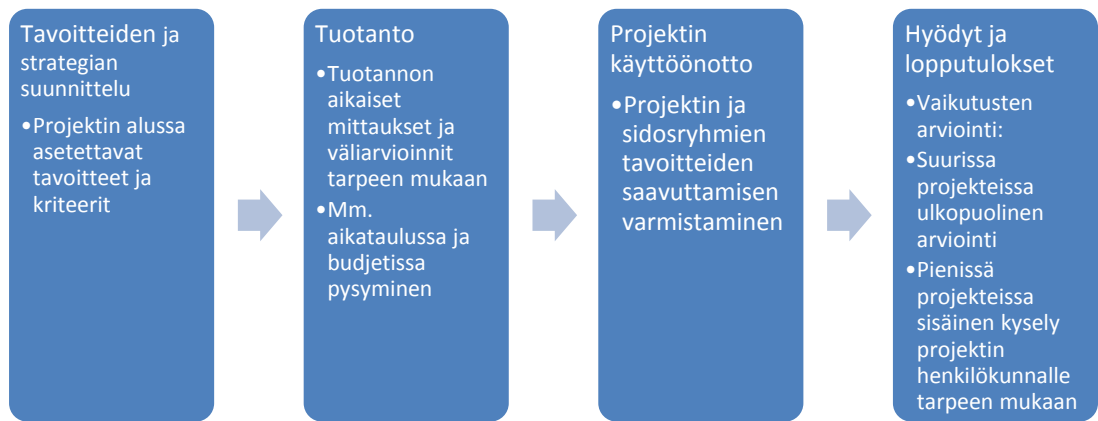 Tavoitteiden ja
strategian
suunnittelu
•Projektin alussa
asetettavat
tavoitteet ja
kriteerit
Tuotanto
•Tuotannon
aikaiset
mittaukset ja
väliarvioinnit
tarpeen mukaan
•Mm.
aikataulussa ja
budjetissa
pysyminen
Projektin
käyttöönotto
•Projektin ja
sidosryhmien
tavoitteiden
saavuttamisen
varmistaminen
Hyödyt ja
lopputulokset
•Vaikutusten
arviointi:
•Suurissa
projekteissa
ulkopuolinen
arviointi
•Pienissä
projekteissa
sisäinen kysely
projektin
henkilökunnalle
tarpeen mukaan